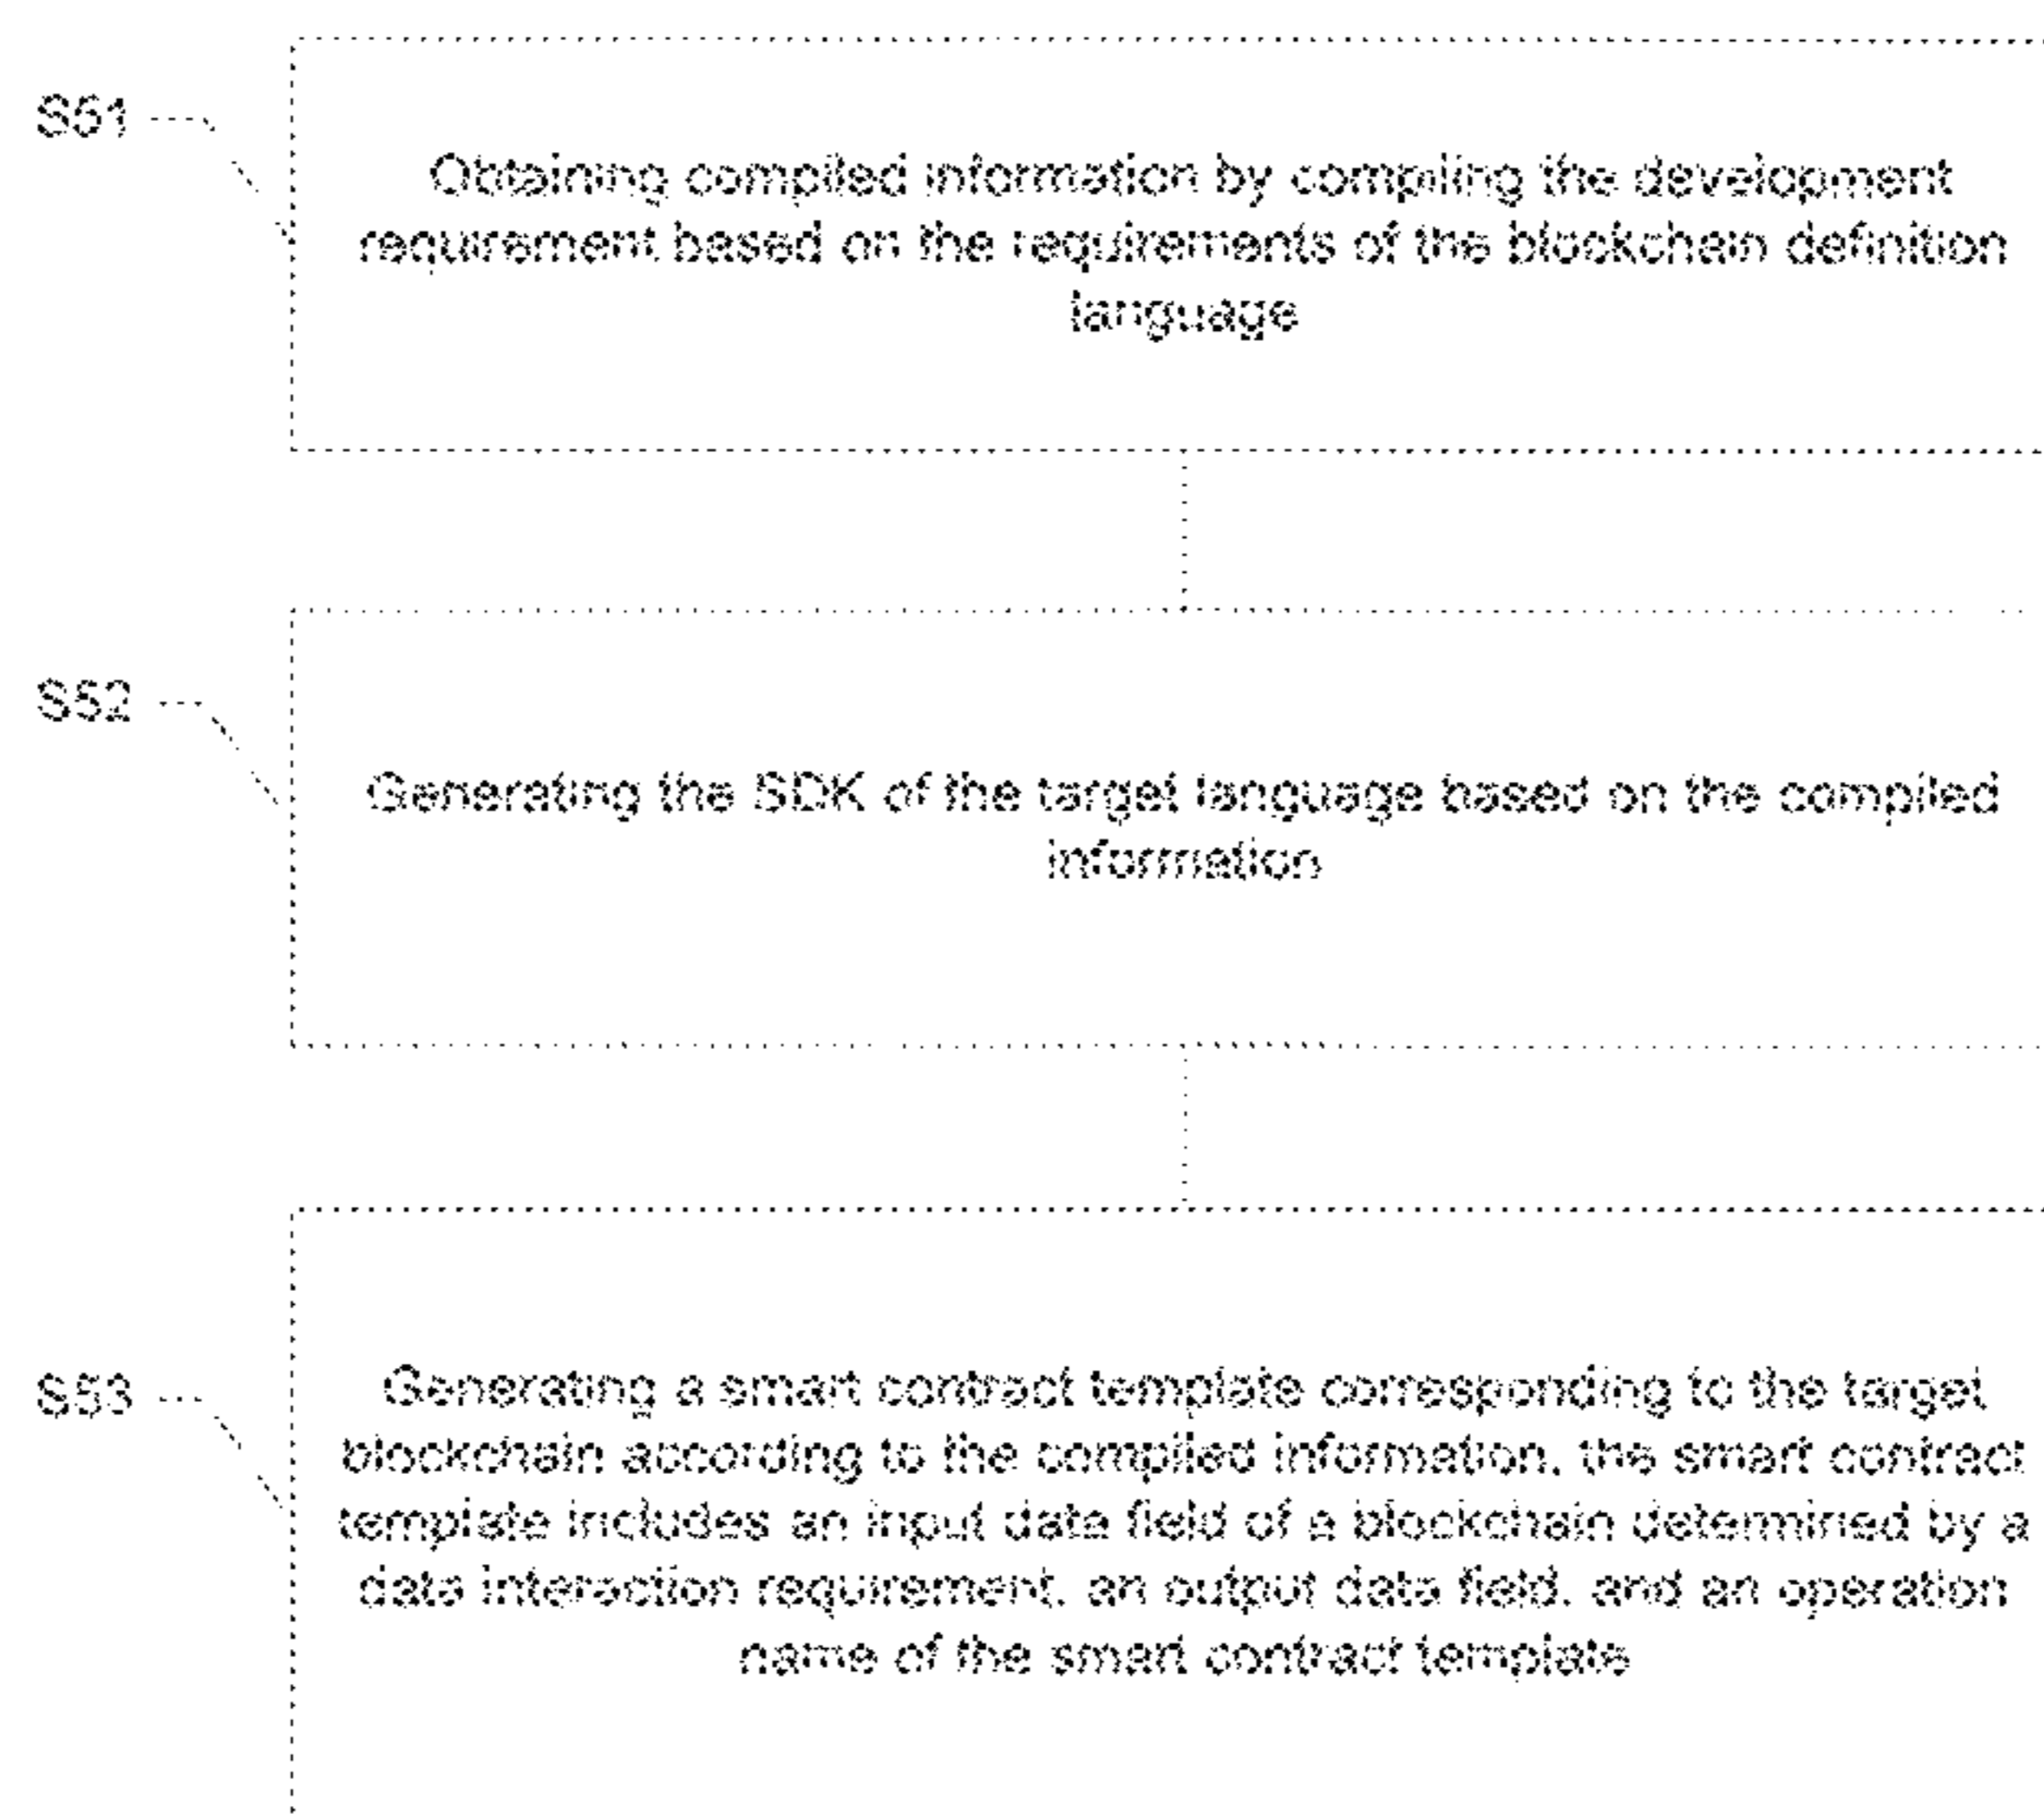 S51
Obtaining compiled information by compiling the development
requirement based on the requirements of the blockchain definition
language
S52
Generating the SDK of the target language based on the compiled
information
S53
Generating a smart contract template corresponding to the target
blockchain according to the compiled information, the smart contract
template includes an input data field of a blockchain determined by a
data interaction requirement, an output data field, and an operation
name of the smart contract template